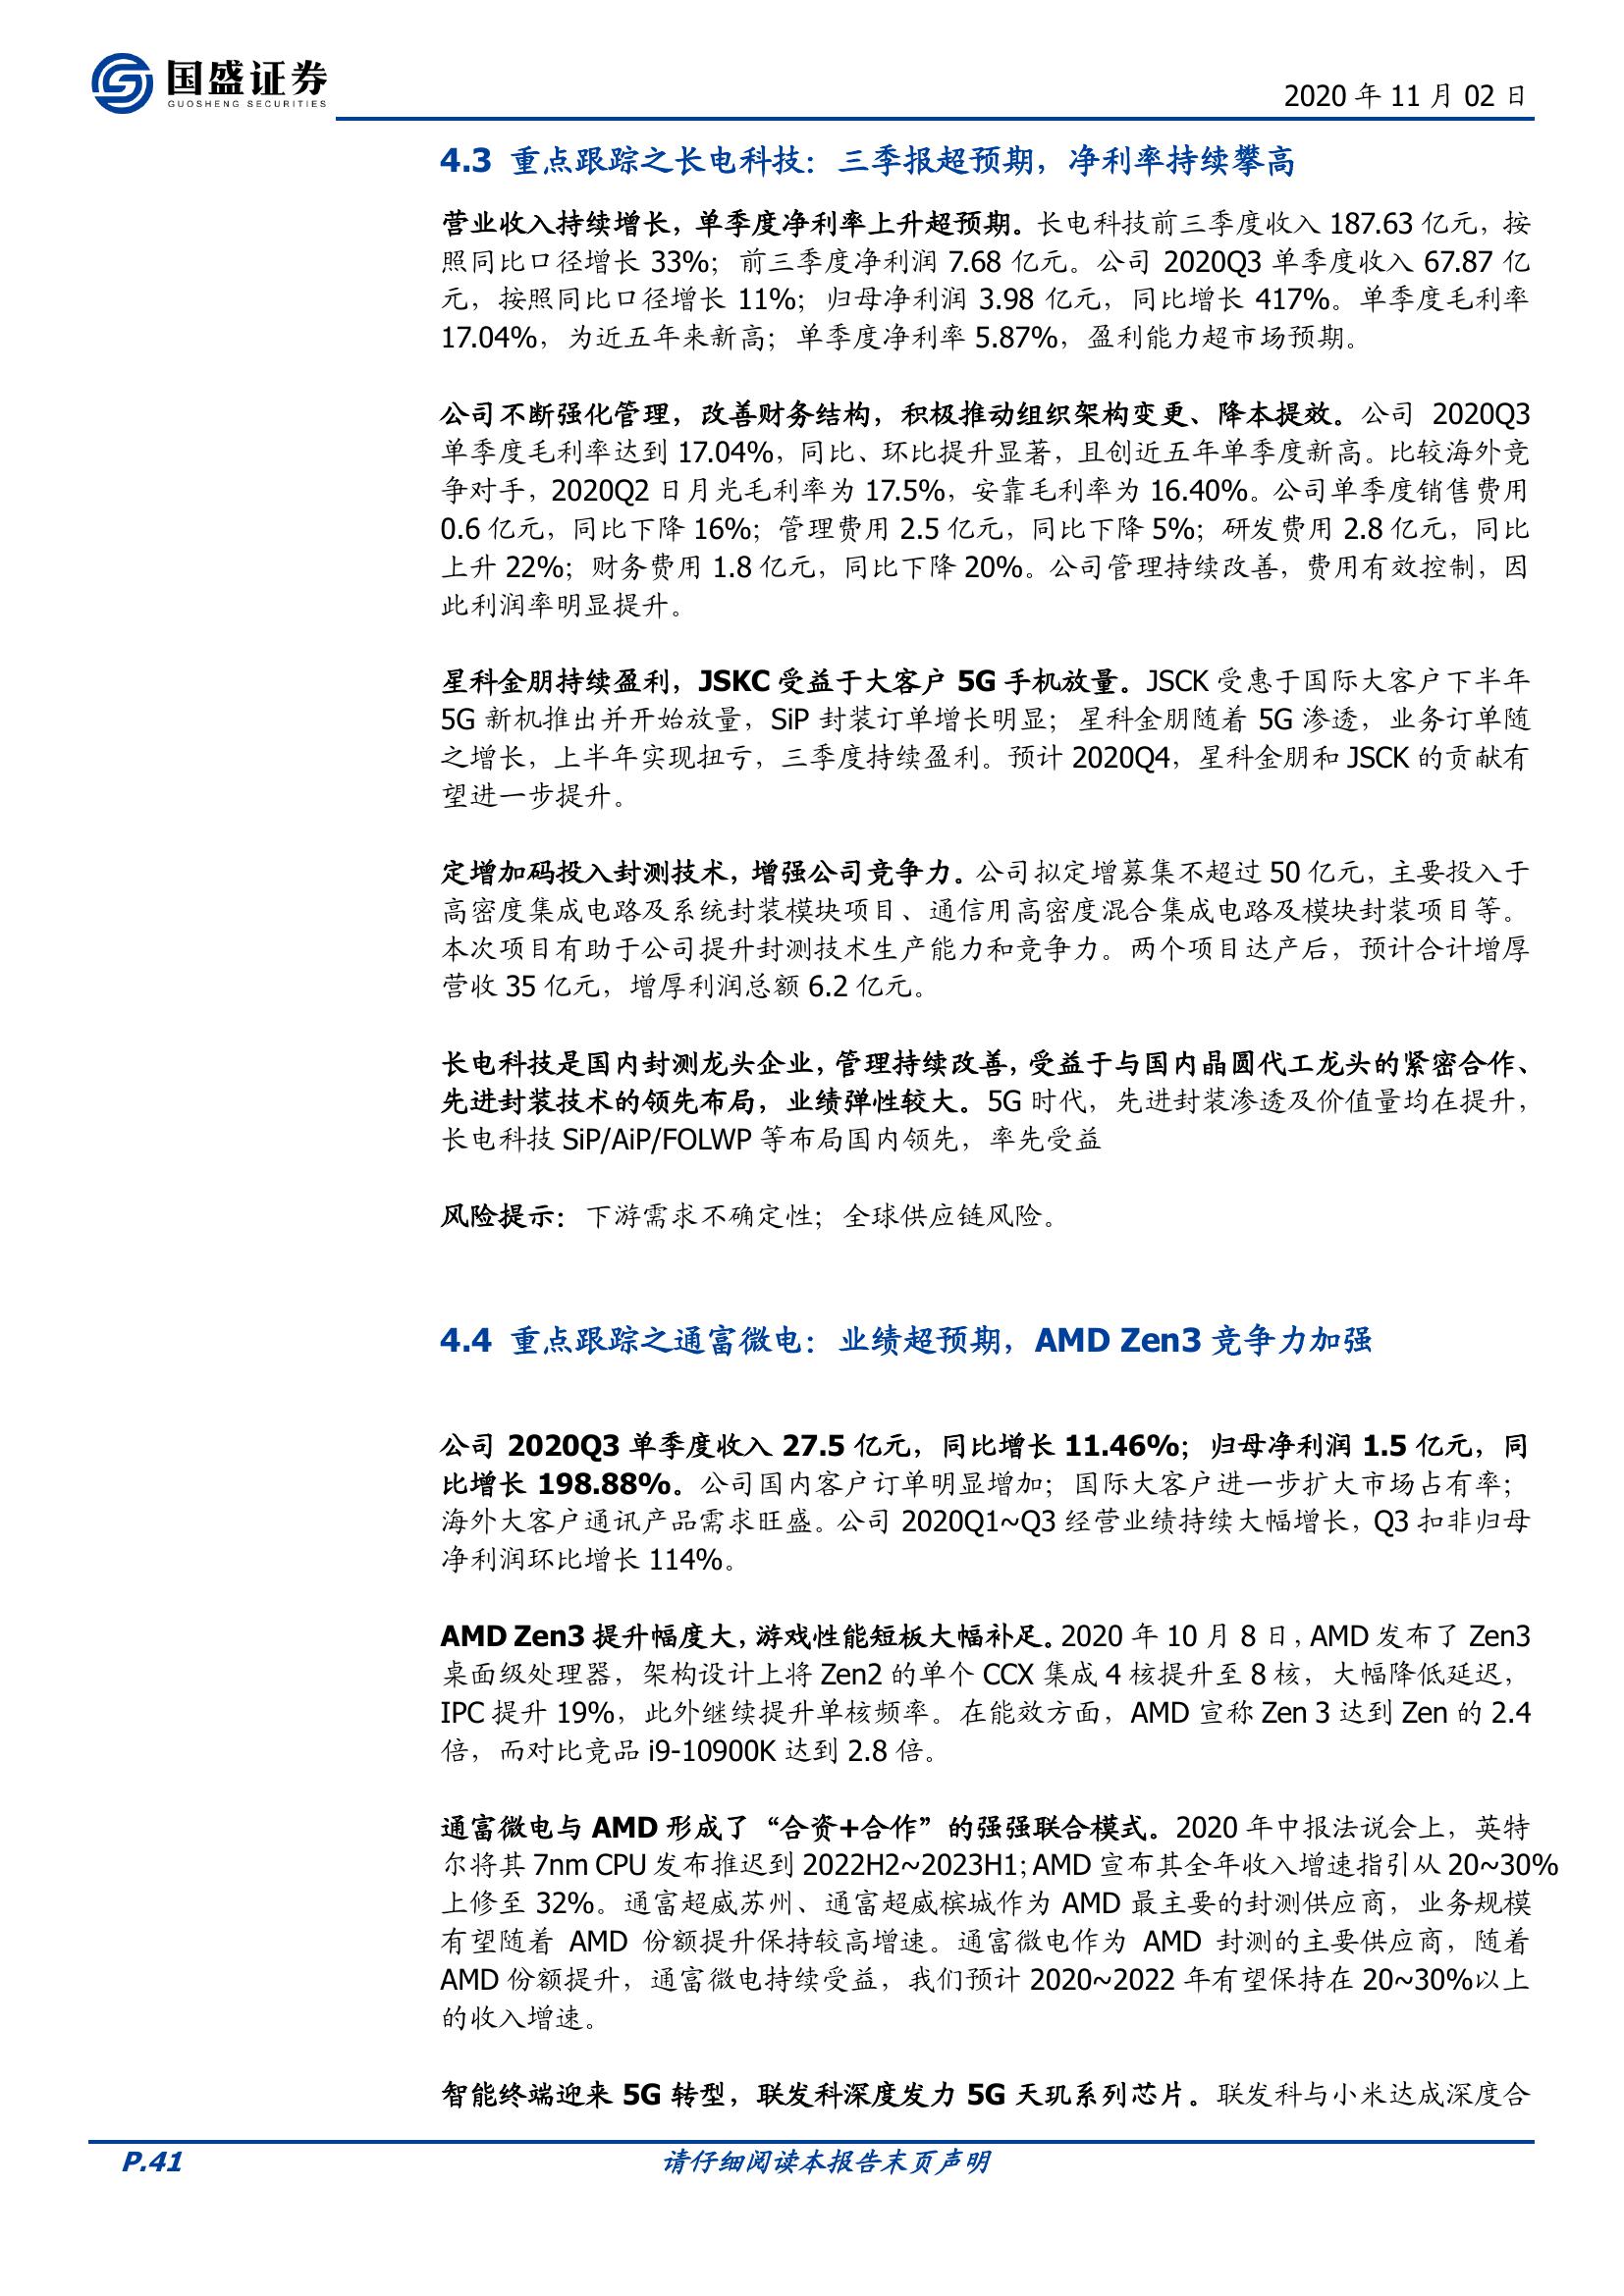 国盛证券
GUOSHENG SECURITIES
2020 年 11 月 02 日
4.3 重点跟踪之长电科技：三季报超预期，净利率持续攀高
营业收入持续增长，单季度净利率上升超预期。长电科技前三季度收入 187.63 亿元，按
照同比口径增长 33%；前三季度净利润 7.68 亿元。公司 2020Q3 单季度收入 67.87 亿
元，按照同比口径增长 11%；归母净利润 3.98 亿元，同比增长 417%。单季度毛利率
17.04%，为近五年来新高；单季度净利率 5.87%，盈利能力超市场预期。
公司不断强化管理，改善财务结构，积极推动组织架构变更、降本提效。公司 2020Q3
单季度毛利率达到 17.04%，同比、环比提升显著，且创近五年单季度新高。比较海外竞
争对手，2020Q2 日月光毛利率为 17.5%，安靠毛利率为 16.40%。公司单季度销售费用
0.6 亿元，同比下降 16%；管理费用 2.5 亿元，同比下降 5%；研发费用 2.8 亿元，同比
上升 22%；财务费用 1.8 亿元，同比下降 20%。公司管理持续改善，费用有效控制，因
此利润率明显提升。
星科金朋持续盈利，JSKC 受益于大客户 5G 手机放量。JSCK 受惠于国际大客户下半年
5G 新机推出并开始放量，SiP 封装订单增长明显；星科金朋随着 5G 渗透，业务订单随
之增长，上半年实现扭亏，三季度持续盈利。预计 2020Q4，星科金朋和 JSCK 的贡献有
望进一步提升。
定增加码投入封测技术，增强公司竞争力。公司拟定增募集不超过 50 亿元，主要投入于
高密度集成电路及系统封装模块项目、通信用高密度混合集成电路及模块封装项目等。
本次项目有助于公司提升封测技术生产能力和竞争力。两个项目达产后，预计合计增厚
营收 35 亿元，增厚利润总额 6.2 亿元。
长电科技是国内封测龙头企业，管理持续改善，受益于与国内晶圆代工龙头的紧密合作、
先进封装技术的领先布局，业绩弹性较大。5G 时代，先进封装渗透及价值量均在提升，
长电科技 SiP/AiP/FOLWP 等布局国内领先，率先受益
风险提示：下游需求不确定性；全球供应链风险。
4.4 重点跟踪之通富微电：业绩超预期，AMD Zen3 竞争力加强
公司 2020Q3 单季度收入 27.5 亿元，同比增长 11.46%；归母净利润 1.5 亿元，同
比增长 198.88%。公司国内客户订单明显增加；国际大客户进一步扩大市场占有率；
海外大客户通讯产品需求旺盛。公司 2020Q1~Q3 经营业绩持续大幅增长，Q3 扣非归母
净利润环比增长 114%。
AMD Zen3 提升幅度大，游戏性能短板大幅补足。2020 年 10 月 8 日，AMD 发布了 Zen3
桌面级处理器，架构设计上将 Zen2 的单个 CCX 集成 4 核提升至 8 核，大幅降低延迟，
IPC 提升 19%，此外继续提升单核频率。在能效方面，AMD 宣称 Zen 3 达到 Zen 的 2.4
倍，而对比竞品 i9-10900K 达到 2.8 倍。
通富微电与 AMD 形成了“合资+合作”的强强联合模式。2020 年中报法说会上，英特
尔将其 7nm CPU 发布推迟到 2022H2~2023H1；AMD 宣布其全年收入增速指引从 20~30%
上修至 32%。通富超威苏州、通富超威槟城作为 AMD 最主要的封测供应商，业务规模
有望随着 AMD 份额提升保持较高增速。通富微电作为 AMD 封测的主要供应商，随着
AMD 份额提升，通富微电持续受益，我们预计 2020~2022 年有望保持在 20~30%以上
的收入增速。
智能终端迎来 5G 转型，联发科深度发力 5G 天玑系列芯片。联发科与小米达成深度合
P.41
请仔细阅读本报告末页声明